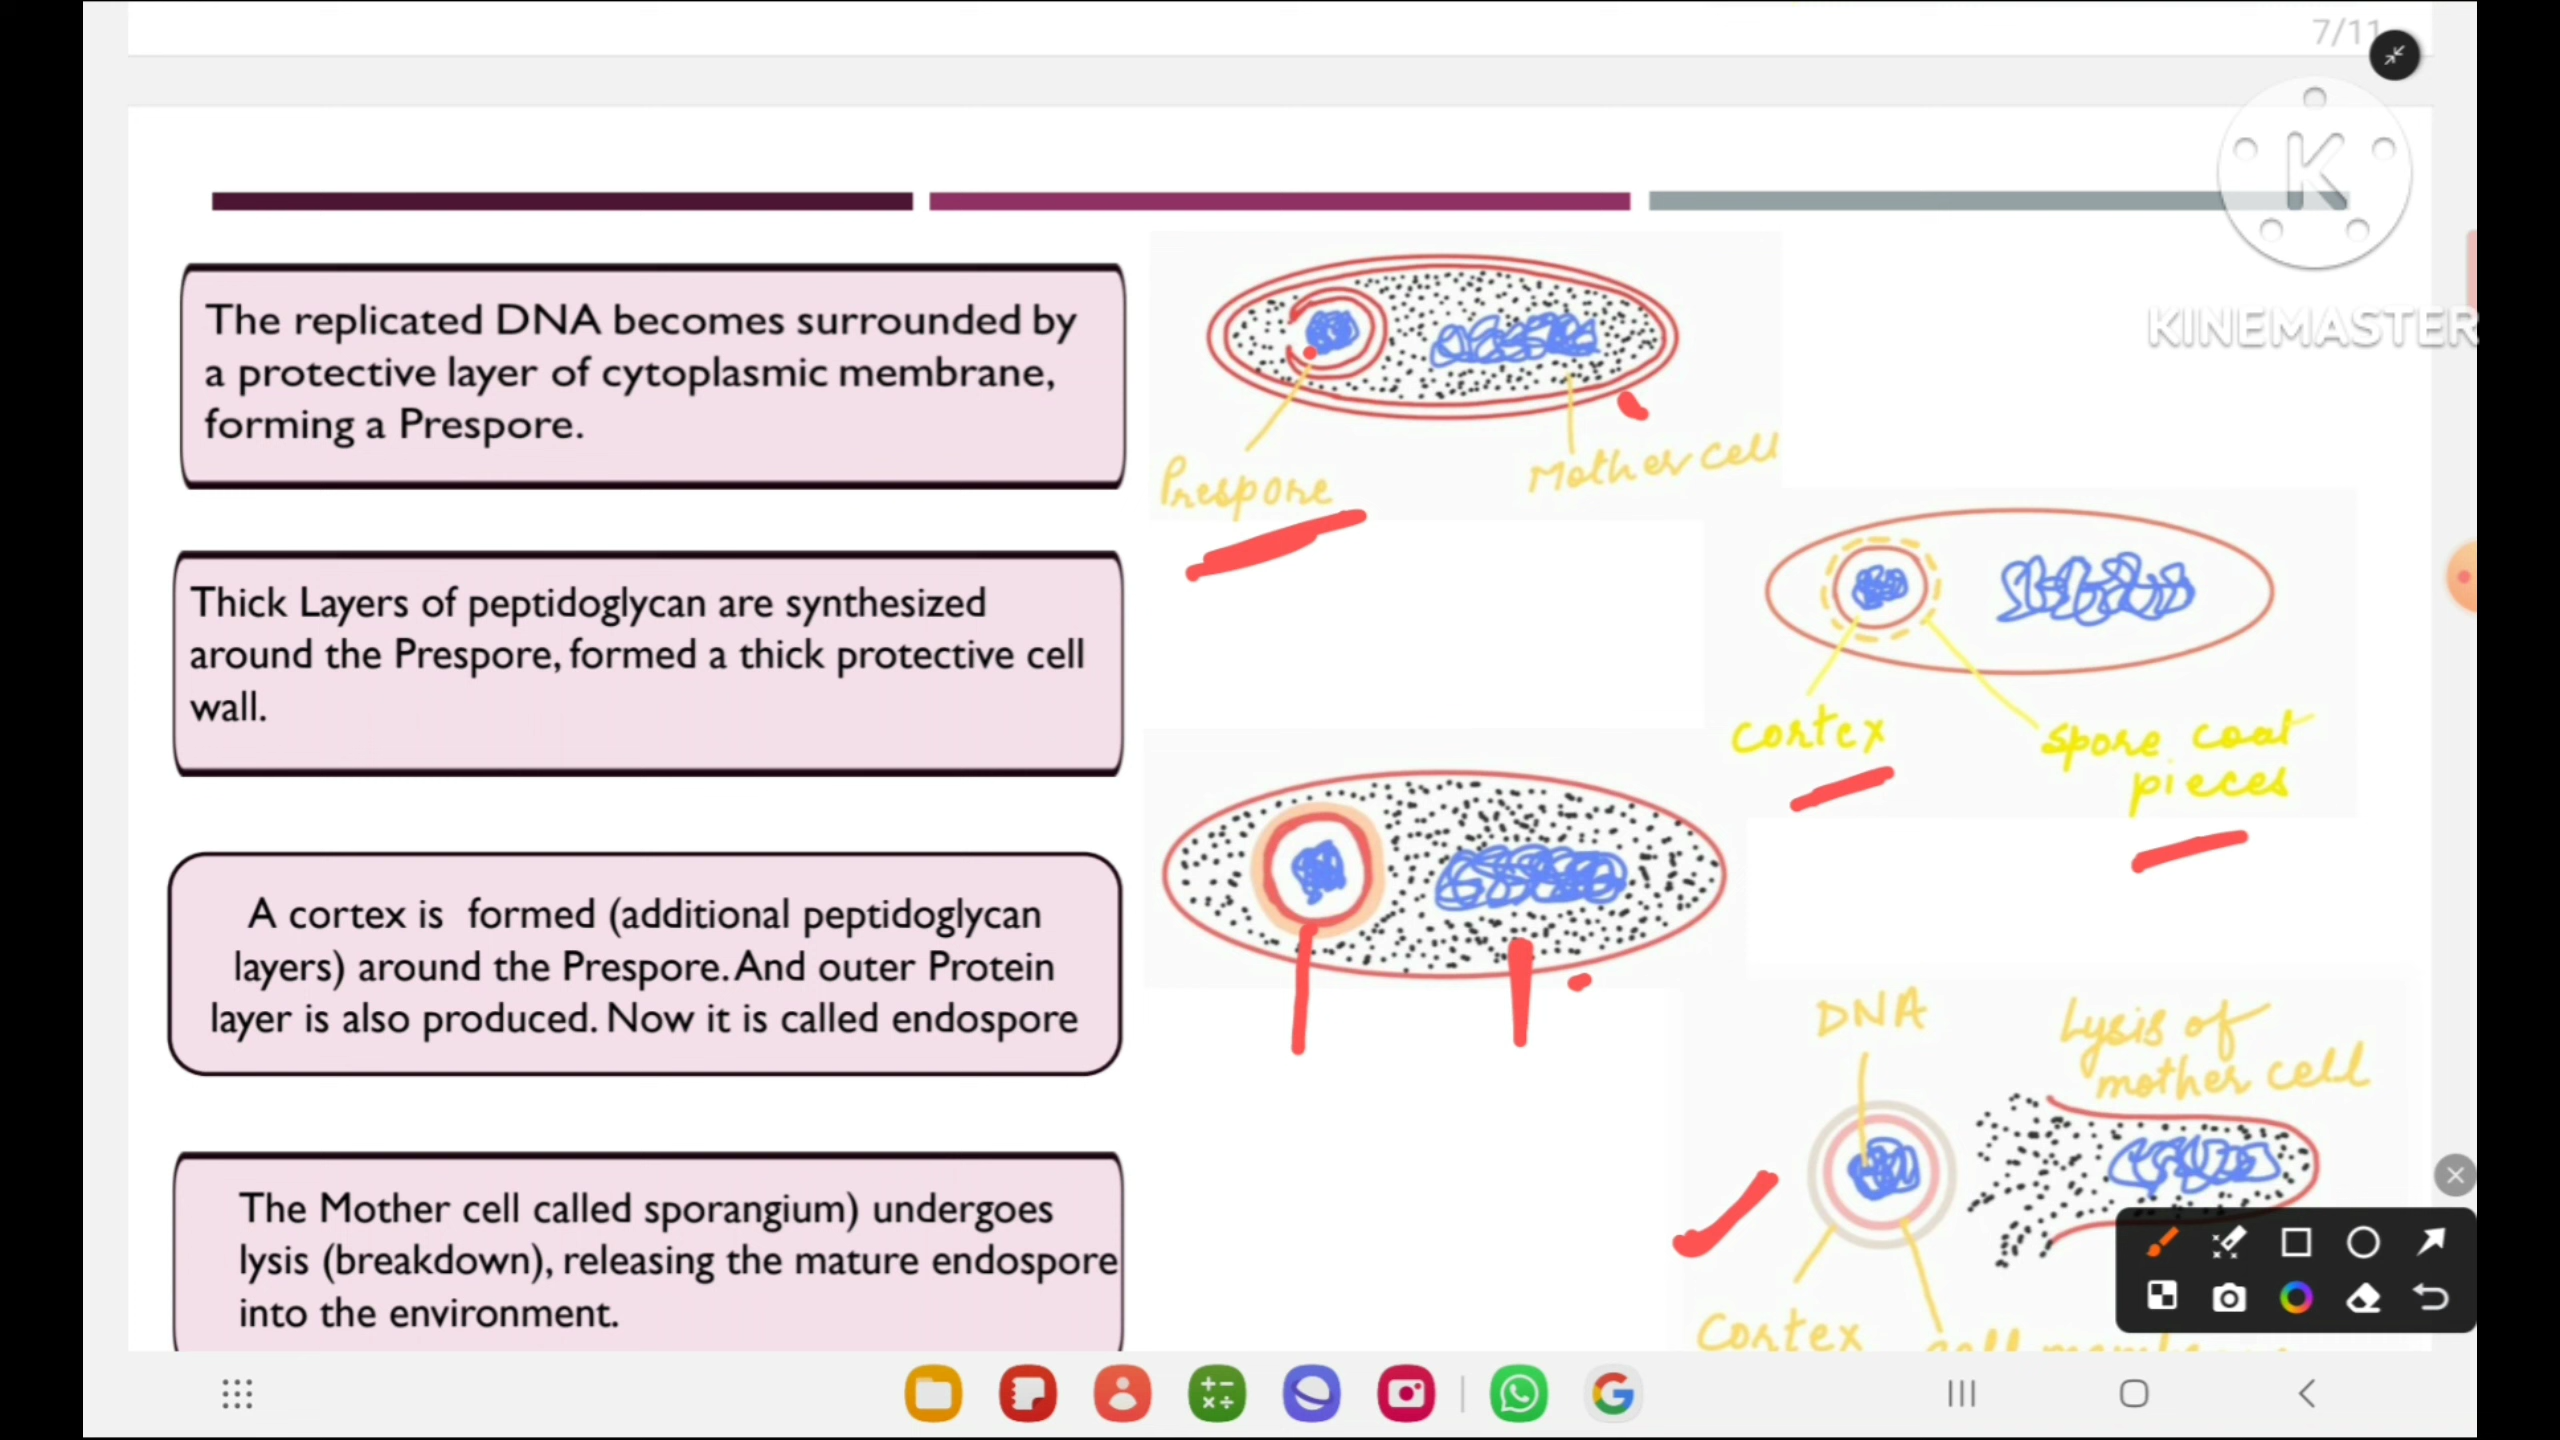 7/11
KINEMASTER
The replicated DNA becomes surrounded by
a protective layer of cytoplasmic membrane,
forming a Prespore.
Prespore
Mother cell
Thick Layers of peptidoglycan are synthesized
around the Prespore, formed a thick protective cell
wall.
Cortex
Spore coat
pieces
A cortex is formed (additional peptidoglycan
layers) around the Prespore. And outer Protein
layer is also produced. Now it is called endospore
DNA
Lysis of
mother cell
The Mother cell called sporangium) undergoes
lysis (breakdown), releasing the mature endospore
into the environment.
Cortex